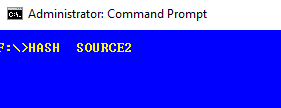 Administrator: Command Prompt
F:\>HASH  SOURCE2